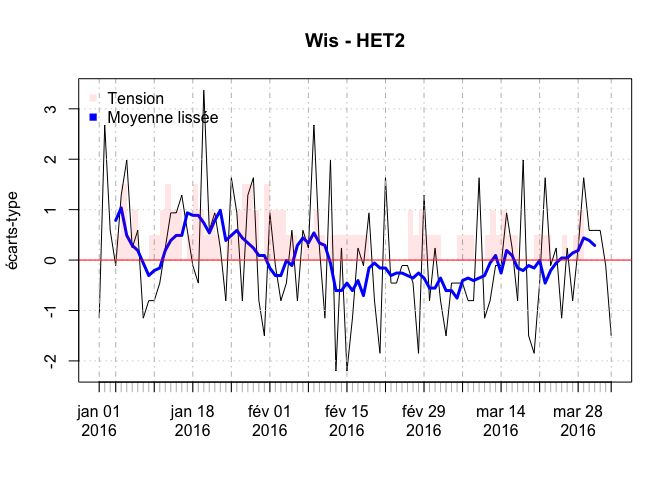 Wis - HET2
écarts-type
3
2
1
0
-1
-2
Tension
Moyenne lissée
jan 01
2016
jan 18
2016
fév 01
2016
fév 15
2016
fév 29
2016
mar 14
2016
mar 28
2016